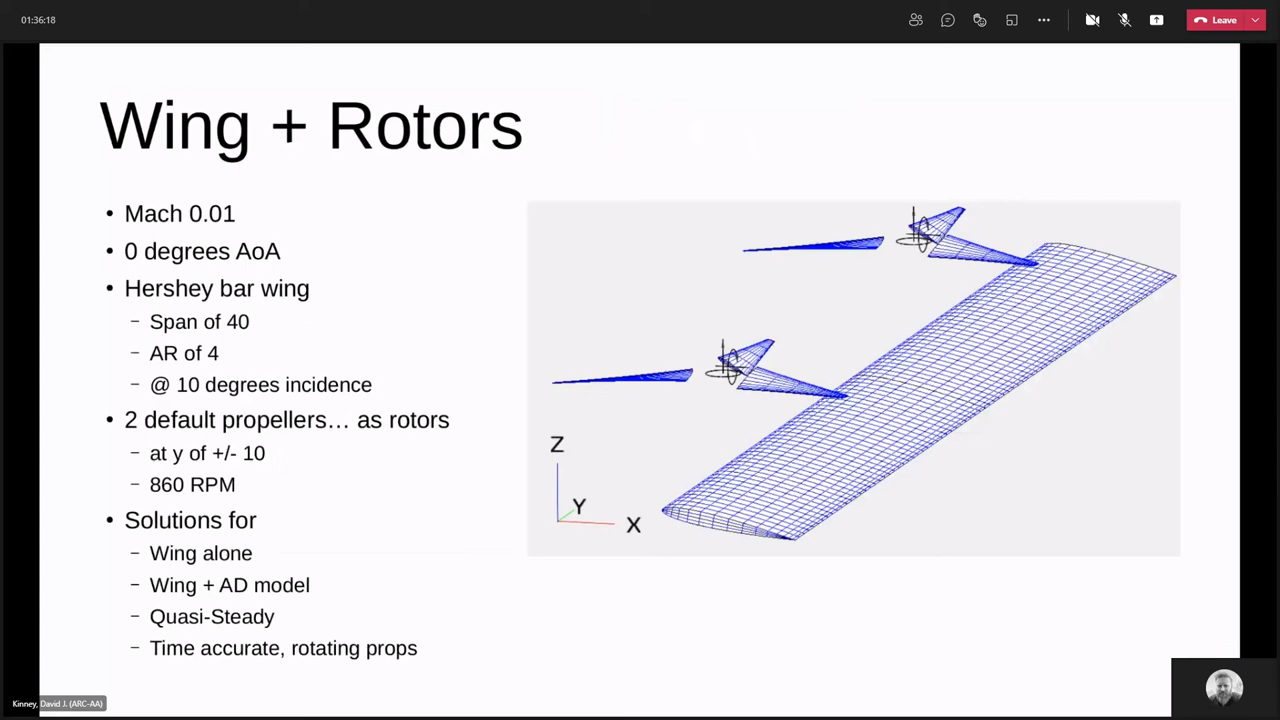 01:36:18
Leave
Wing + Rotors
• Mach 0.01
• 0 degrees AoA
• Hershey bar wing
– Span of 40
– AR of 4
– @ 10 degrees incidence
• 2 default propellers… as rotors
– at y of +/- 10
– 860 RPM
• Solutions for
– Wing alone
– Wing + AD model
– Quasi-Steady
– Time accurate, rotating props
Z
Y
X
Kinney, David J. (ARC-AA)